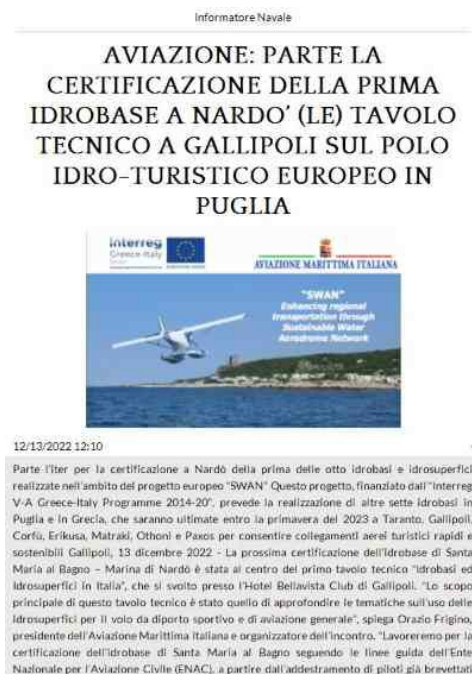 Informatore Navale
AVIAZIONE: PARTE LA
CERTIFICAZIONE DELLA PRIMA
IDROBASE A NARDO’ (LE) TAVOLO
TECNICO A GALLIPOLI SUL POLO
IDRO-TURISTICO EUROPEO IN
PUGLIA
Interreg
Greece-Italy
AVIAZIONE MARITTIMA ITALIANA
"SWAN"
Enhancing regional
transportation through
Sustainable Water
Aerodrome Network
12/13/2022 12:10
Parte l'iter per la certificazione a Nardò della prima delle otto idrobasi e idrosuperfici
realizzate nell'ambito del progetto europeo "SWAN" Questo progetto, finanziato dall'"Interreg
V-A Greece-Italy Programme 2014-20", prevede la realizzazione di altre sette idrobasi in
Puglia e in Grecia, che saranno ultimate entro la primavera del 2023 a Taranto, Gallipoli,
Corfù, Erikusa, Matraki, Othoni e Paxos per consentire collegamenti aerei turistici rapidi e
sostenibili Gallipoli, 13 dicembre 2022 - La prossima certificazione dell'idrobase di Santa
Maria al Bagno – Marina di Nardò è stata al centro del primo tavolo tecnico "Idrobasi ed
Idrosuperfici in Italia", che si svolto presso l'Hotel Bellavista Club di Gallipoli. "Lo scopo
principale di questo tavolo tecnico è stato quello di approfondire le tematiche sull'uso delle
Idrosuperfici per il volo da diporto sportivo e di aviazione generale", spiega Orazio Frigino,
presidente dell'Aviazione Marittima Italiana e organizzatore dell'incontro. "Lavoreremo per la
certificazione dell'idrobase di Santa Maria al Bagno seguendo le linee guida dell'Ente
Nazionale per l'Aviazione Civile (ENAC), a partire dall'addestramento di piloti già brevettati